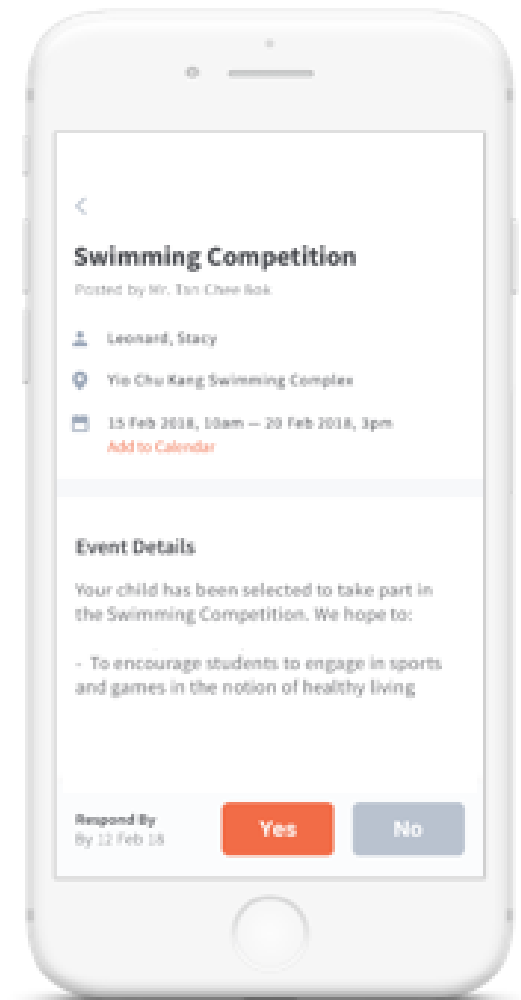 Swimming Competition
Posted by Mr. Tan Chee Bok
Leonard, Stacy
Yio Chu Kang Swimming Complex
15 Feb 2018, 10am — 20 Feb 2018, 3pm
Add to Calendar
Event Details
Your child has been selected to take part in
the Swimming Competition. We hope to:
- To encourage students to engage in sports
and games in the notion of healthy living
Respond By
By 12 Feb 18
Yes
No